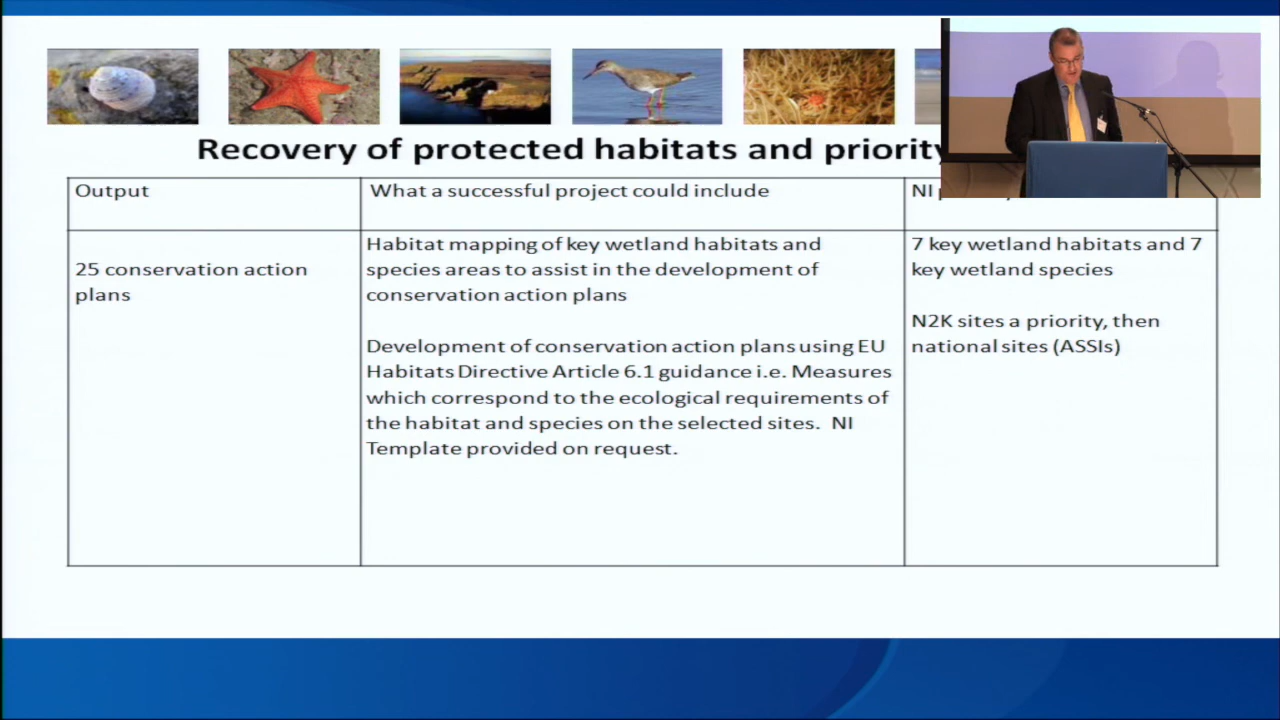 Recovery of protected habitats and priority
Output
What a successful project could include
NI
25 conservation action
plans
Habitat mapping of key wetland habitats and
species areas to assist in the development of
conservation action plans
Development of conservation action plans using EU
Habitats Directive Article 6.1 guidance i.e. Measures
which correspond to the ecological requirements of
the habitat and species on the selected sites.  NI
Template provided on request.
7 key wetland habitats and 7
key wetland species
N2K sites a priority, then
national sites (ASSIs)